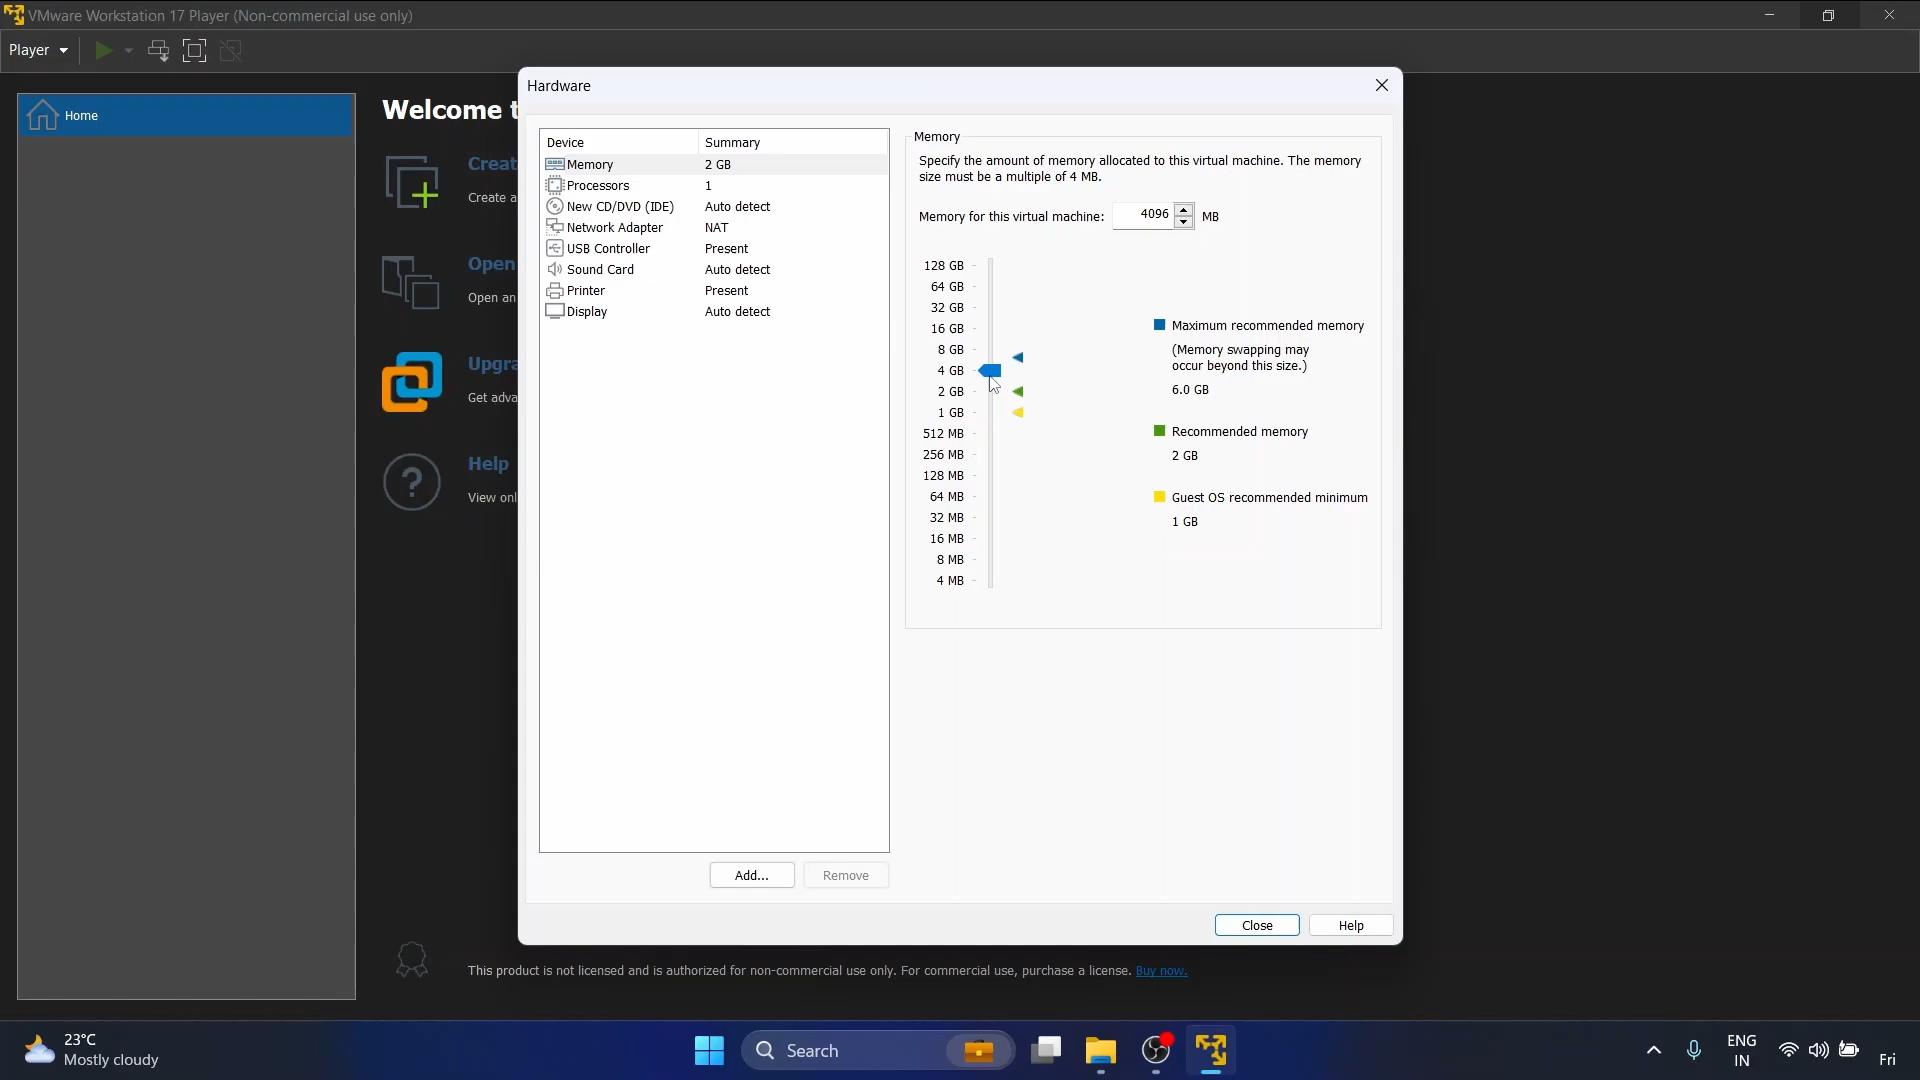 VMware Workstation 17 Player (Non-commercial use only)
Player
Home
Welcome t
Creat
Create a
Open
Open an
Upgra
Get adva
Help
View onl
This product is not licensed and is authorized for non-commercial use only. For commercial use, purchase a license. Buy now.
Hardware
Device Summary
Memory 2 GB
Processors 1
New CD/DVD (IDE) Auto detect
Network Adapter NAT
USB Controller Present
Sound Card Auto detect
Printer Present
Display Auto detect
Add... Remove
Memory
Specify the amount of memory allocated to this virtual machine. The memory
size must be a multiple of 4 MB.
Memory for this virtual machine: 4096 MB
128 GB
64 GB
32 GB
16 GB
8 GB
4 GB
2 GB
1 GB
512 MB
256 MB
128 MB
64 MB
32 MB
16 MB
8 MB
4 MB
Maximum recommended memory
(Memory swapping may
occur beyond this size.)
6.0 GB
Recommended memory
2 GB
Guest OS recommended minimum
1 GB
Close Help
23°C
Mostly cloudy
Search
ENG
IN
Fri